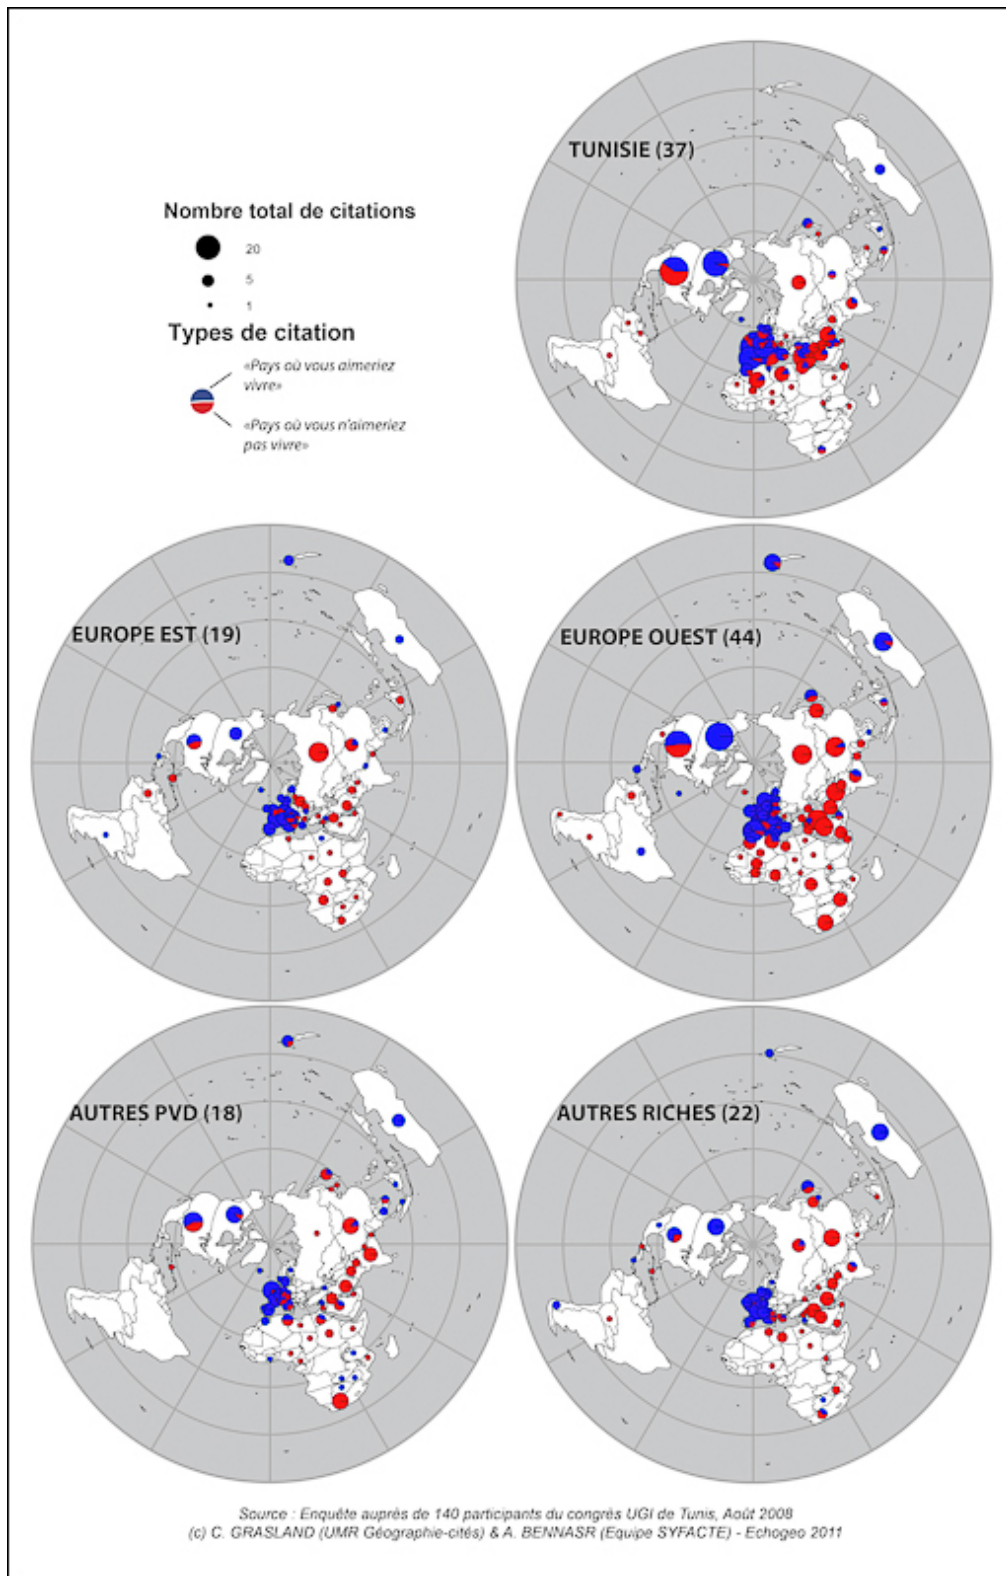 TUNISIE (37)
Nombre total de citations
20
5
1
Types de citation
«Pays où vous aimeriez
vivre»
«Pays où vous n'aimeriez
pas vivre»
EUROPE EST (19)
EUROPE OUEST (44)
AUTRES PVD (18)
AUTRES RICHES (22)
Source : Enquête auprès de 140 participants du congrès UGI de Tunis, Août 2008
(c) C. GRASLAND (UMR Géographie-cités) & A. BENNASR (Equipe SYFACTE) - Echogeo 2011